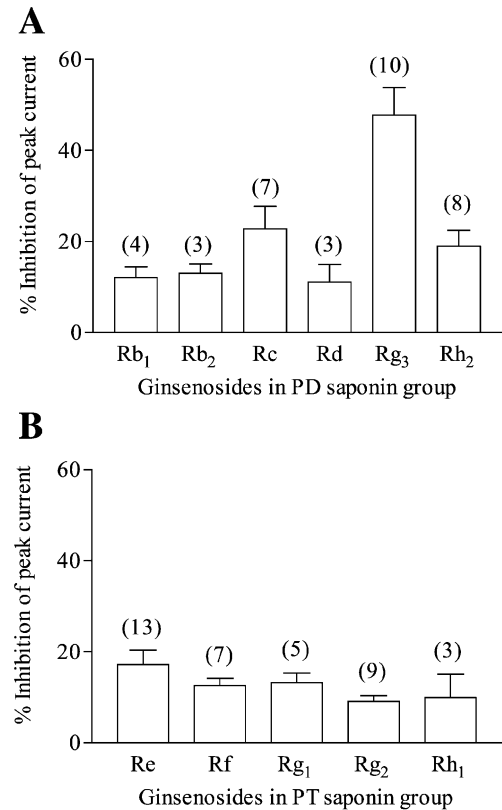 A
% Inhibition of peak current
60
40
20
0
(4) (3) (7) (3) (10) (8)
Rb₁ Rb₂ Rc Rd Rg₃ Rh₂
Ginsenosides in PD saponin group
B
% Inhibition of peak current
60
40
20
0
(13) (7) (5) (9) (3)
Re Rf Rg₁ Rg₂ Rh₁
Ginsenosides in PT saponin group